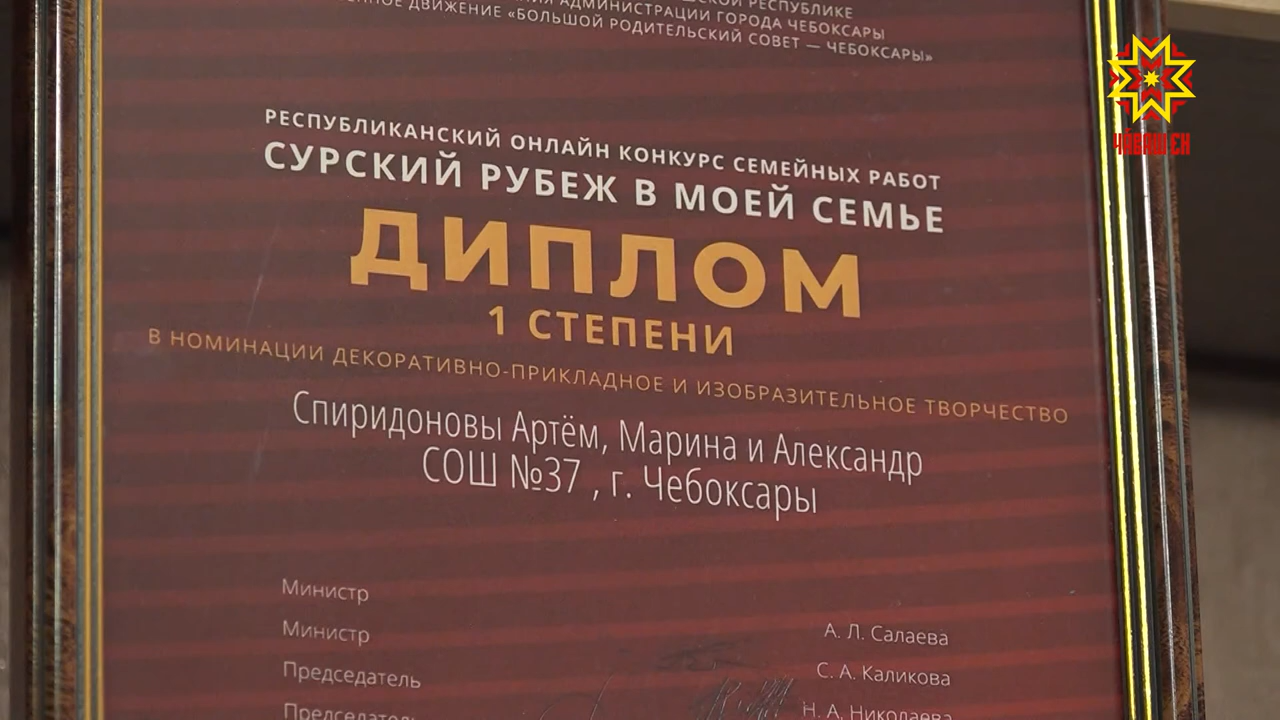 РЕСПУБЛИКЕ
АДМИНИСТРАЦИИ ГОРОДА ЧЕБОКСАРЫ
ДВИЖЕНИЕ «БОЛЬШОЙ РОДИТЕЛЬСКИЙ СОВЕТ — ЧЕБОКСАРЫ»
РЕСПУБЛИКАНСКИЙ ОНЛАЙН КОНКУРС СЕМЕЙНЫХ РАБОТ
СУРСКИЙ РУБЕЖ В МОЕЙ СЕМЬЕ
ДИПЛОМ
1 СТЕПЕНИ
В НОМИНАЦИИ ДЕКОРАТИВНО-ПРИКЛАДНОЕ И ИЗОБРАЗИТЕЛЬНОЕ ТВОРЧЕСТВО
Спиридоновы Артём, Марина и Александр
СОШ №37 , г. Чебоксары
Министр
Министр А. Л. Салаева
Председатель С. А. Каликова
Председатель Н. А. Николаева
ЧӐВАШ ЕН